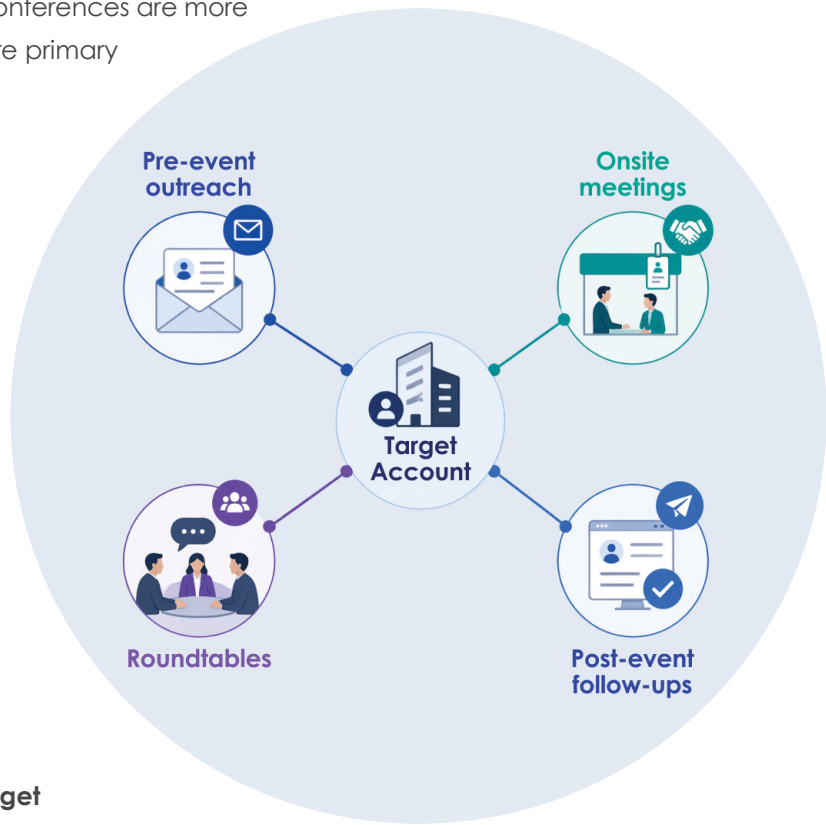 onferences are more
re primary
Pre-event
outreach
Onsite
meetings
Target
Account
Roundtables
Post-event
follow-ups
get